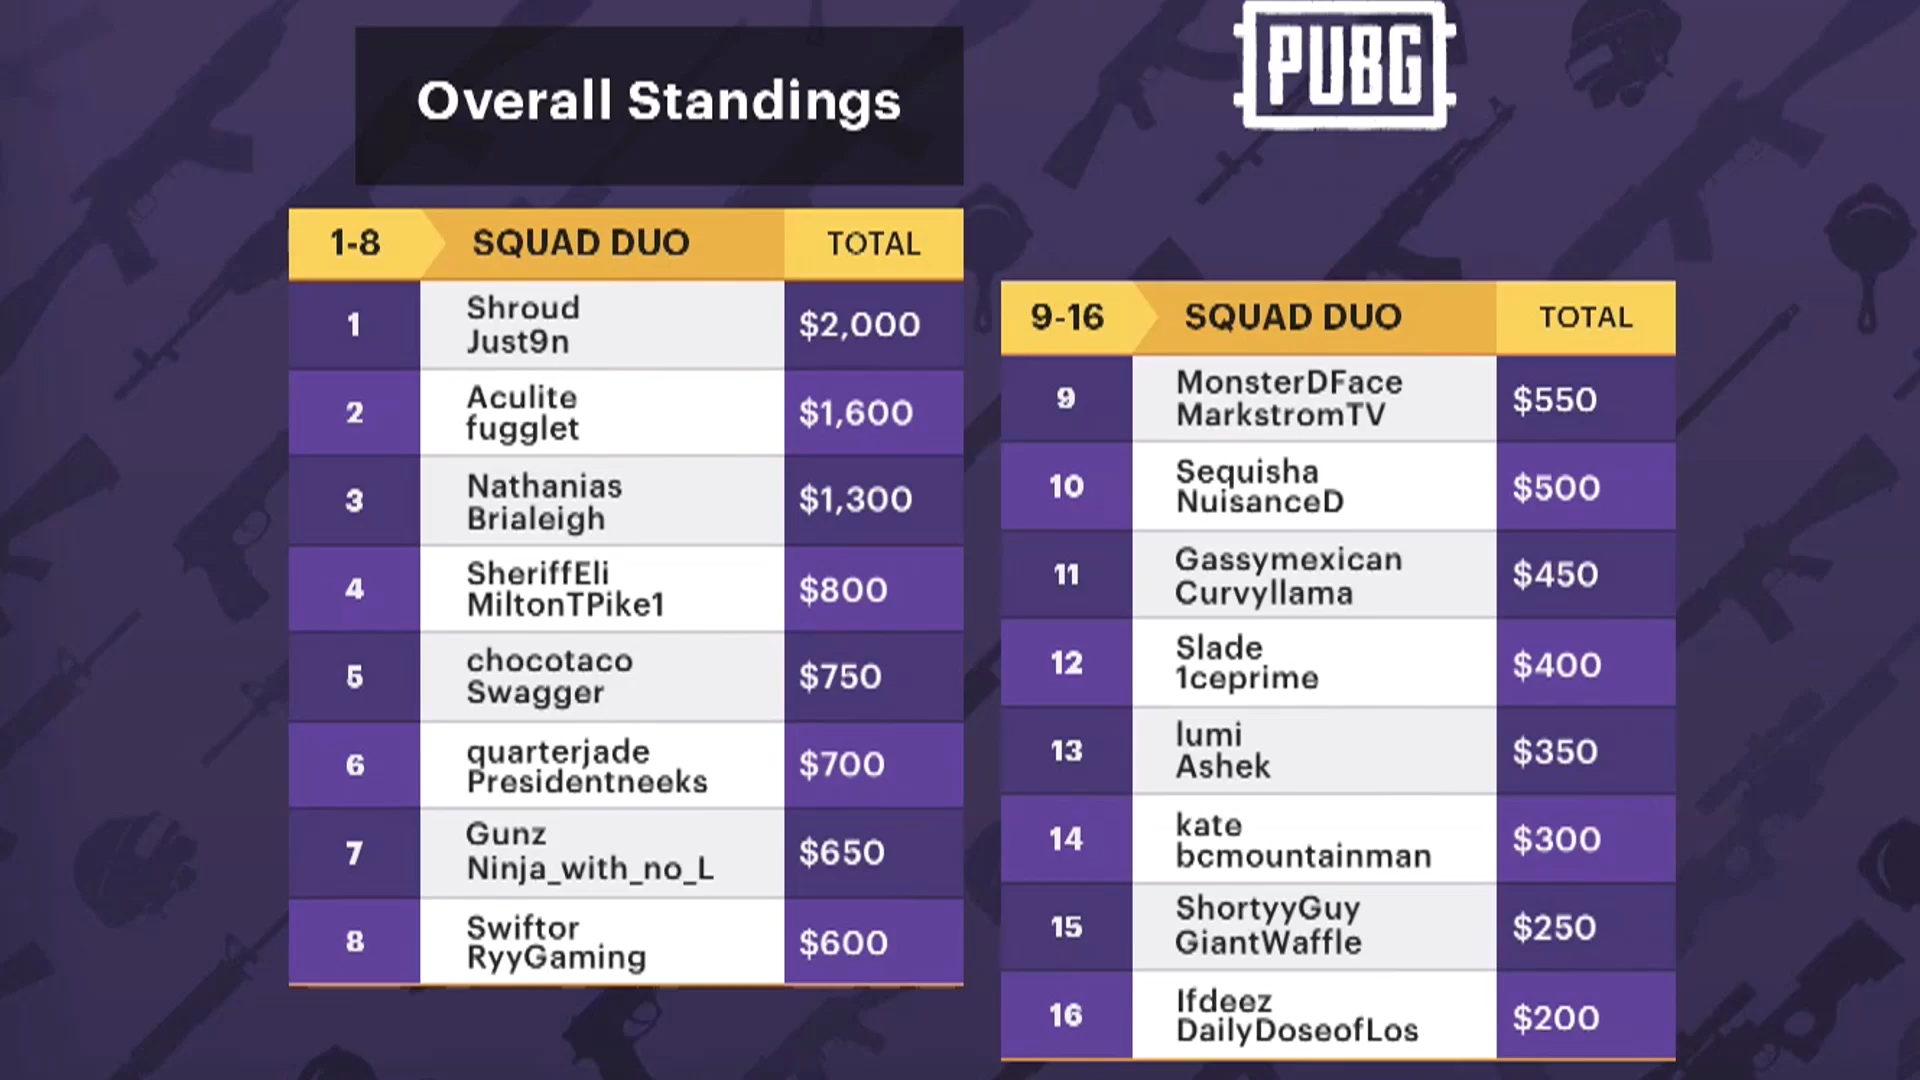 Overall Standings
PUBG
1-8 SQUAD DUO TOTAL
1 Shroud
Just9n $2,000
2 Aculite
fugglet $1,600
3 Nathanias
Brialeigh $1,300
4 SheriffEli
MiltonTPike1 $800
5 chocotaco
Swagger $750
6 quarterjade
Presidentneeks $700
7 Gunz
Ninja_with_no_L $650
8 Swiftor
RyyGaming $600
9-16 SQUAD DUO TOTAL
9 MonsterDFace
MarkstromTV $550
10 Sequisha
NuisanceD $500
11 Gassymexican
Curvyllama $450
12 Slade
1ceprime $400
13 lumi
Ashek $350
14 kate
bcmountainman $300
15 ShortyyGuy
GiantWaffle $250
16 Ifdeez
DailyDoseofLos $200